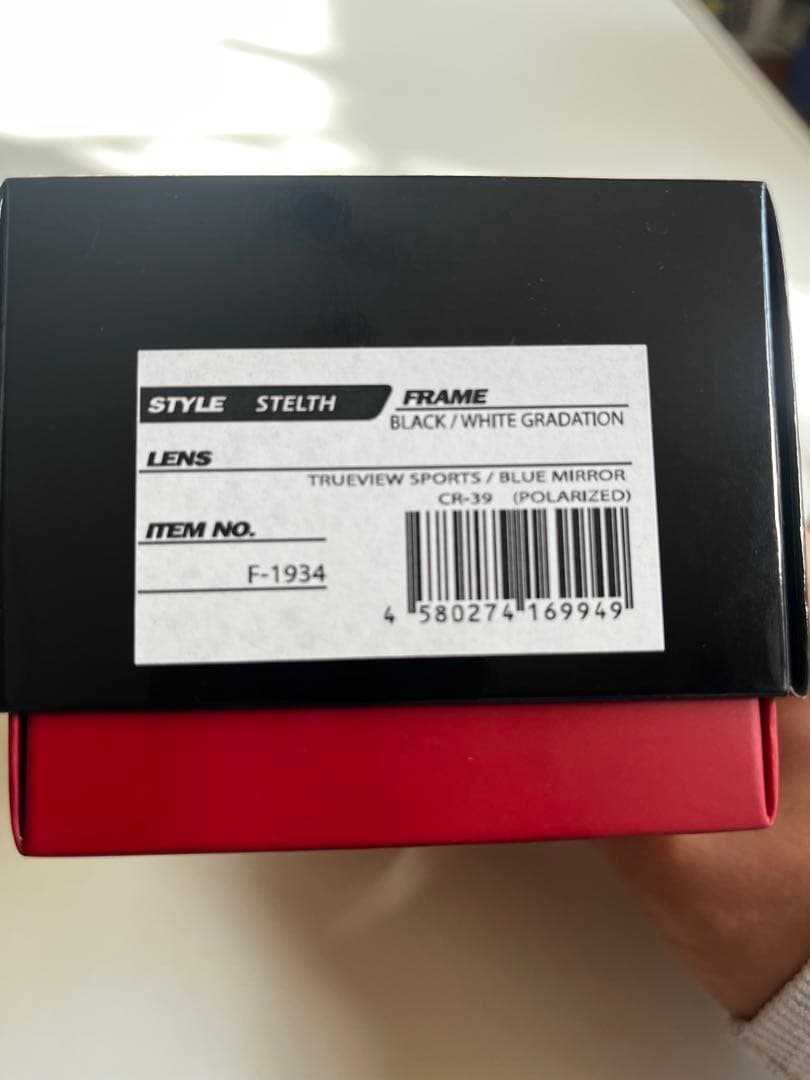 STYLE STELTH
FRAME
BLACK / WHITE GRADATION
LENS
TRUEVIEW SPORTS / BLUE MIRROR
CR-39 (POLARIZED)
ITEM NO.
F-1934
4 580274 169949